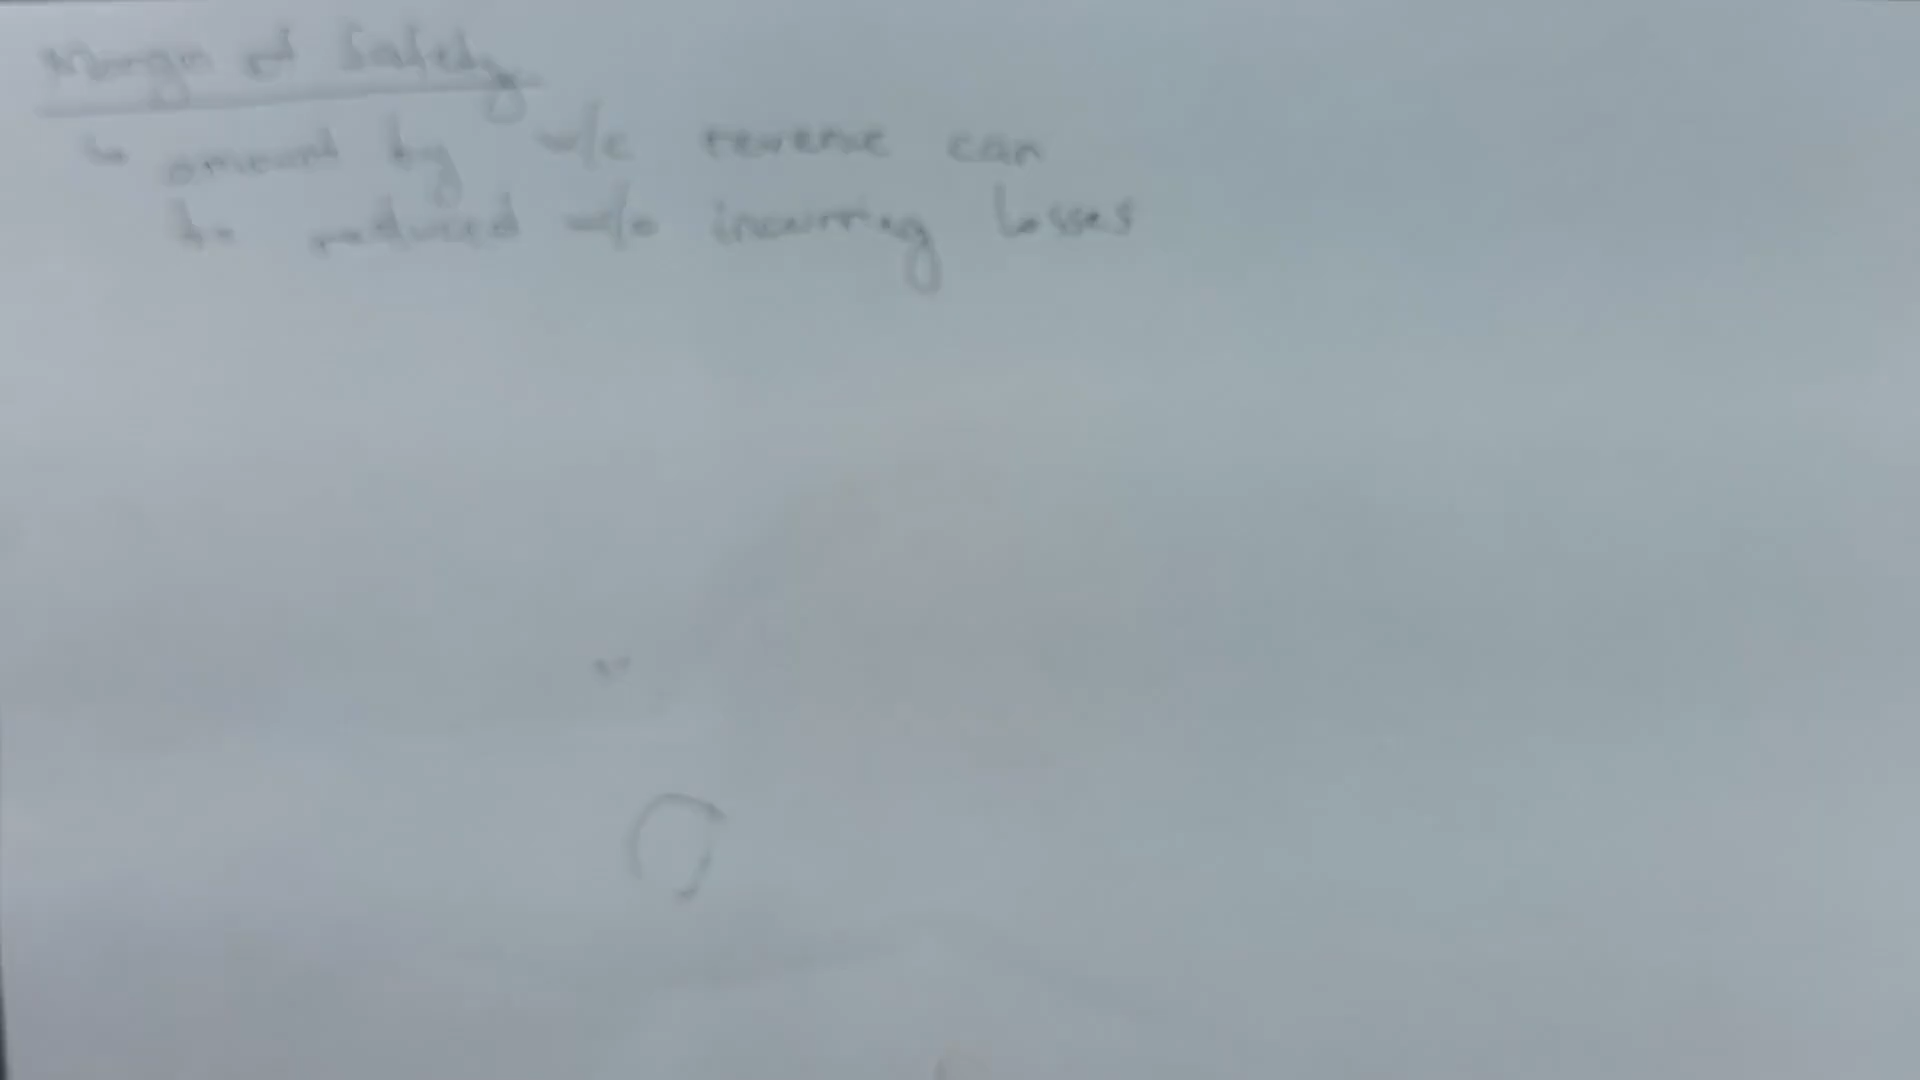 Margin of Safety
↳ amount by w/c revenue can
be reduced w/o incurring losses